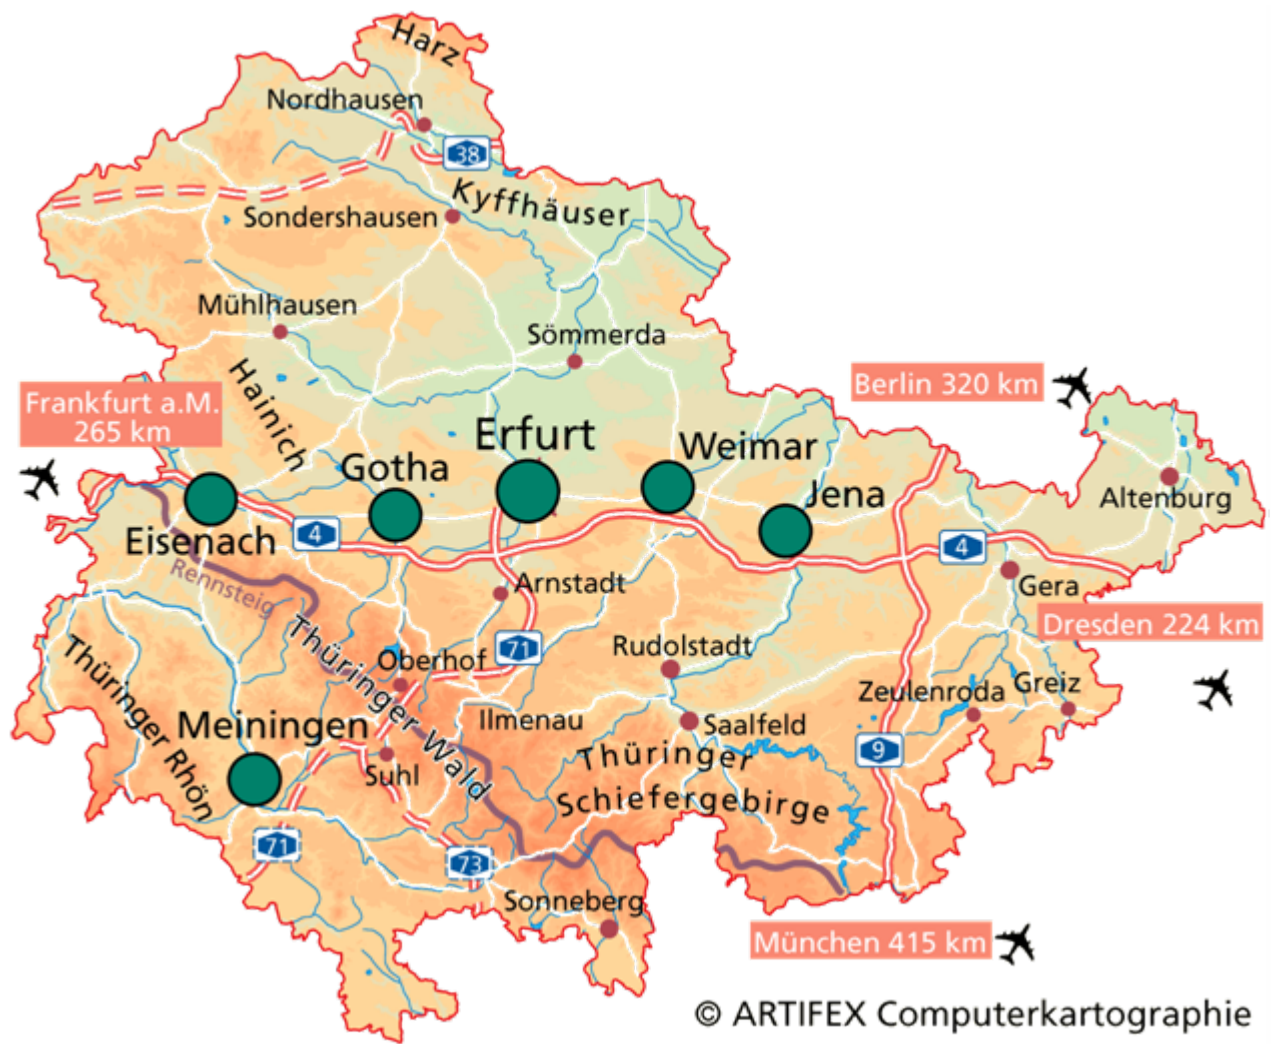 Harz
Nordhausen
38
Kyffhäuser
Sondershausen
Mühlhausen
Sömmerda
Hainich
Berlin 320 km
Frankfurt a.M.
265 km
Erfurt
Weimar
Gotha
Jena
Altenburg
Eisenach
4
4
Rennsteig
Arnstadt
Gera
Dresden 224 km
Thüringer Wald
71
Rudolstadt
Oberhof
Thüringer Rhön
Zeulenroda
Greiz
Meiningen
Ilmenau
Saalfeld
9
Suhl
Thüringer
Schiefergebirge
71
73
Sonneberg
München 415 km
© ARTIFEX Computerkartographie